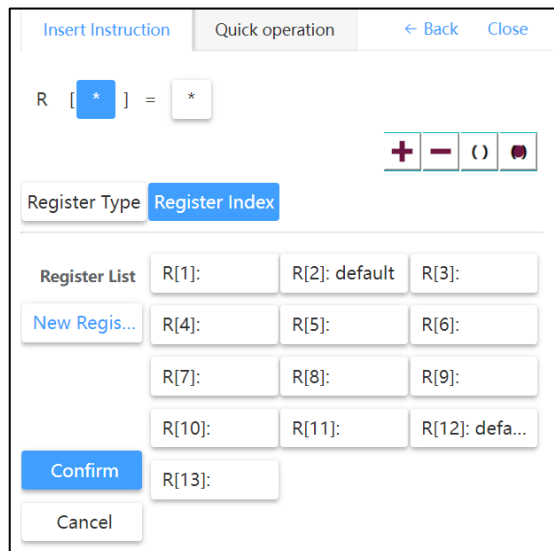 Insert Instruction Quick operation ← Back Close
R [ * ] = *
+ − ( )
Register Type Register Index
Register List R[1]: R[2]: default R[3]:
New Regis... R[4]: R[5]: R[6]:
R[7]: R[8]: R[9]:
R[10]: R[11]: R[12]: defa...
Confirm R[13]:
Cancel